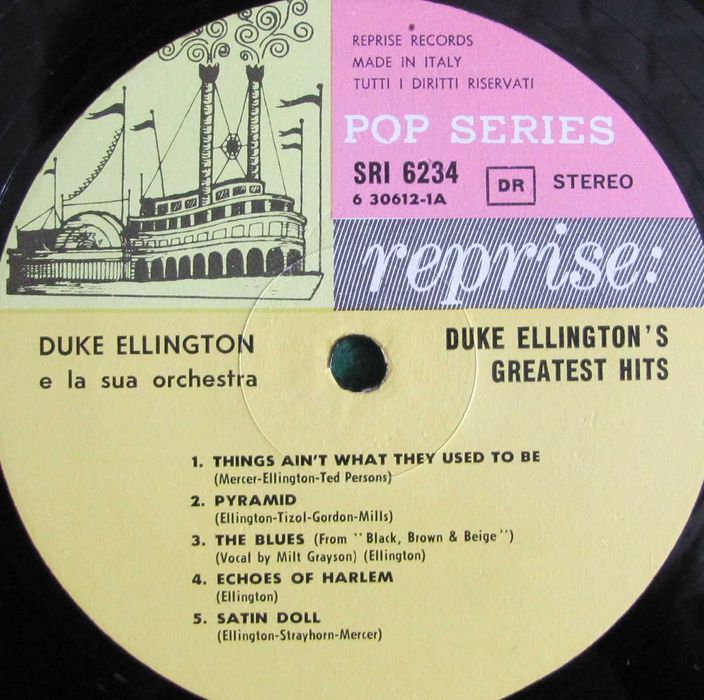 REPRISE RECORDS
MADE IN ITALY
TUTTI I DIRITTI RISERVATI
POP SERIES
SRI 6234
6 30612-1A
DR
STEREO
reprise:
DUKE ELLINGTON
e la sua orchestra
DUKE ELLINGTON'S
GREATEST HITS
1. THINGS AIN'T WHAT THEY USED TO BE
(Mercer-Ellington-Ted Persons)
2. PYRAMID
(Ellington-Tizol-Gordon-Mills)
3. THE BLUES (From "Black, Brown & Beige")
(Vocal by Milt Grayson) (Ellington)
4. ECHOES OF HARLEM
(Ellington)
5. SATIN DOLL
(Ellington-Strayhorn-Mercer)